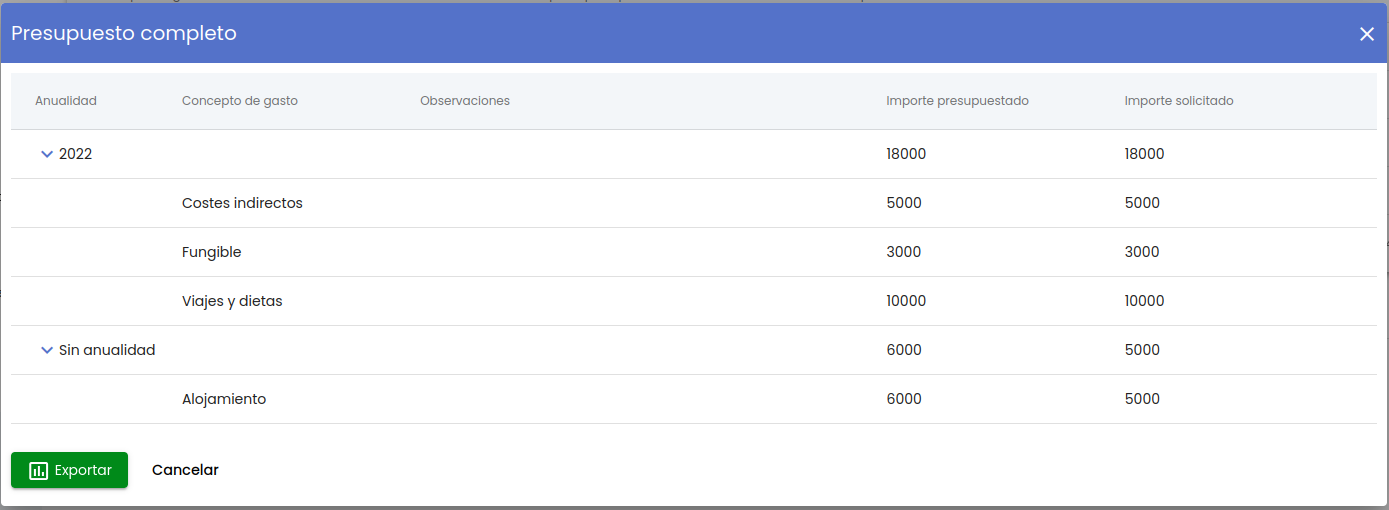 Presupuesto completo
Anualidad Concepto de gasto Observaciones Importe presupuestado Importe solicitado
2022 18000 18000
Costes indirectos 5000 5000
Fungible 3000 3000
Viajes y dietas 10000 10000
Sin anualidad 6000 5000
Alojamiento 6000 5000
Exportar Cancelar